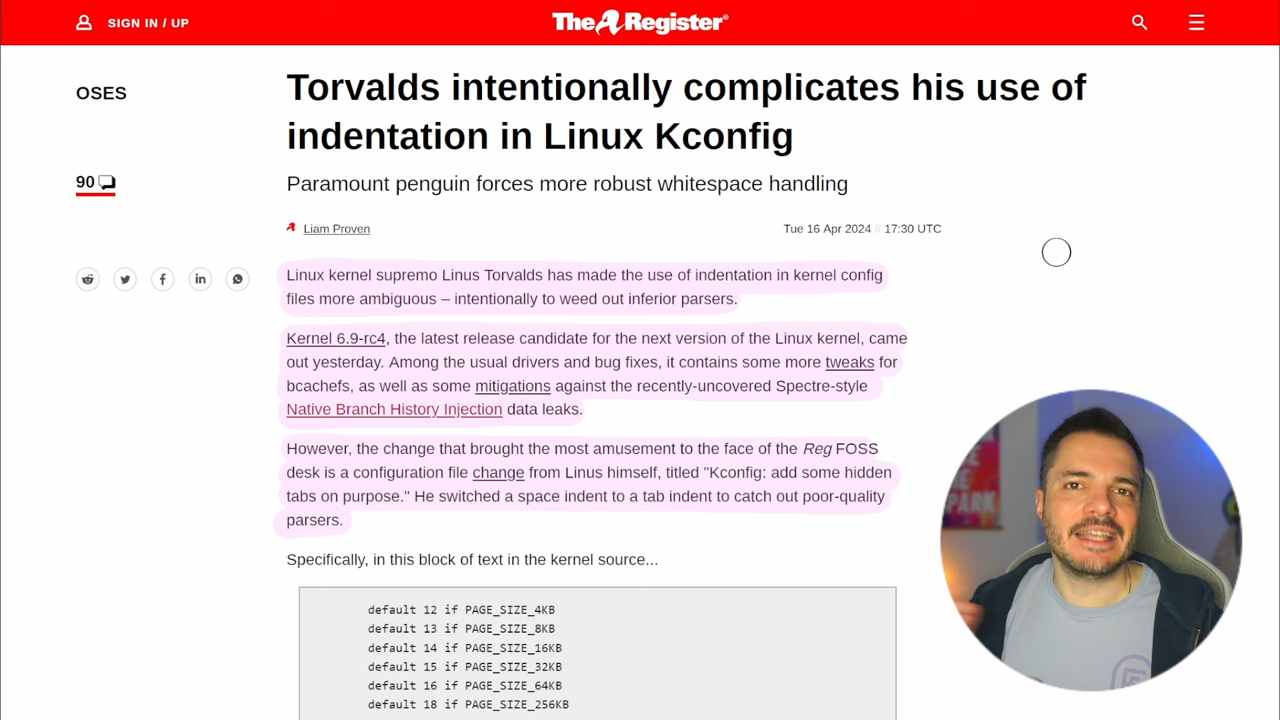 SIGN IN / UP
The Register®
OSES
Torvalds intentionally complicates his use of
indentation in Linux Kconfig
90
Paramount penguin forces more robust whitespace handling
Liam Proven
Tue 16 Apr 2024 // 17:30 UTC
Linux kernel supremo Linus Torvalds has made the use of indentation in kernel config
files more ambiguous – intentionally to weed out inferior parsers.
Kernel 6.9-rc4, the latest release candidate for the next version of the Linux kernel, came
out yesterday. Among the usual drivers and bug fixes, it contains some more tweaks for
bcachefs, as well as some mitigations against the recently-uncovered Spectre-style
Native Branch History Injection data leaks.
However, the change that brought the most amusement to the face of the Reg FOSS
desk is a configuration file change from Linus himself, titled "Kconfig: add some hidden
tabs on purpose." He switched a space indent to a tab indent to catch out poor-quality
parsers.
Specifically, in this block of text in the kernel source...
default 12 if PAGE_SIZE_4KB
default 13 if PAGE_SIZE_8KB
default 14 if PAGE_SIZE_16KB
default 15 if PAGE_SIZE_32KB
default 16 if PAGE_SIZE_64KB
default 18 if PAGE_SIZE_256KB